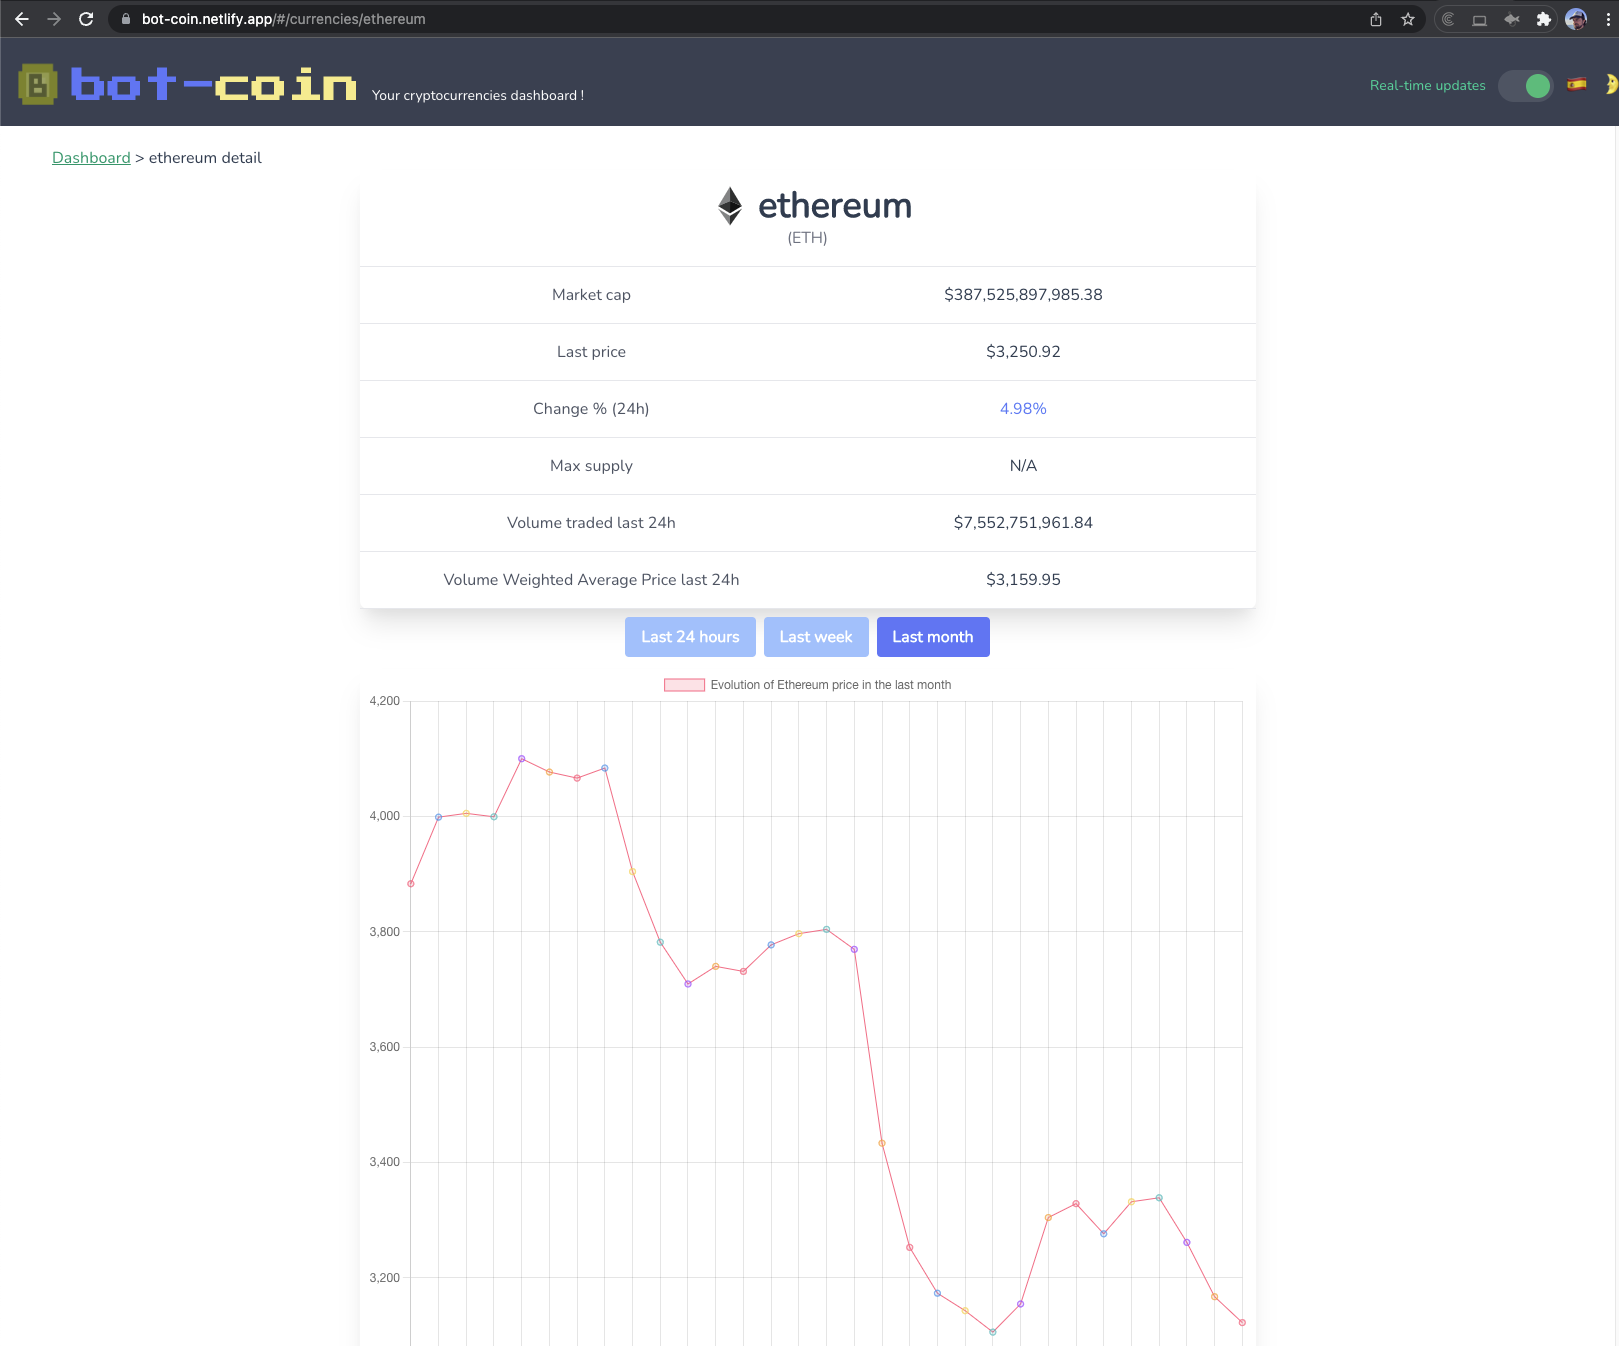 bot-coin.netlify.app/#/currencies/ethereum
bot-coin Your cryptocurrencies dashboard !
Real-time updates
Dashboard > ethereum detail
ethereum
(ETH)
Market cap $387,525,897,985.38
Last price $3,250.92
Change % (24h) 4.98%
Max supply N/A
Volume traded last 24h $7,552,751,961.84
Volume Weighted Average Price last 24h $3,159.95
Last 24 hours Last week Last month
Evolution of Ethereum price in the last month
4,200
4,000
3,800
3,600
3,400
3,200